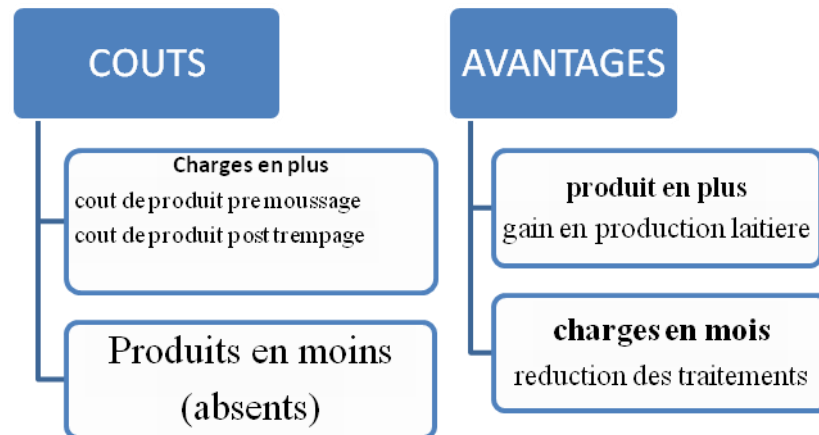 COUTS
Charges en plus
cout de produit pre moussage
cout de produit post trempage
Produits en moins
(absents)
AVANTAGES
produit en plus
gain en production laitiere
charges en mois
reduction des traitements